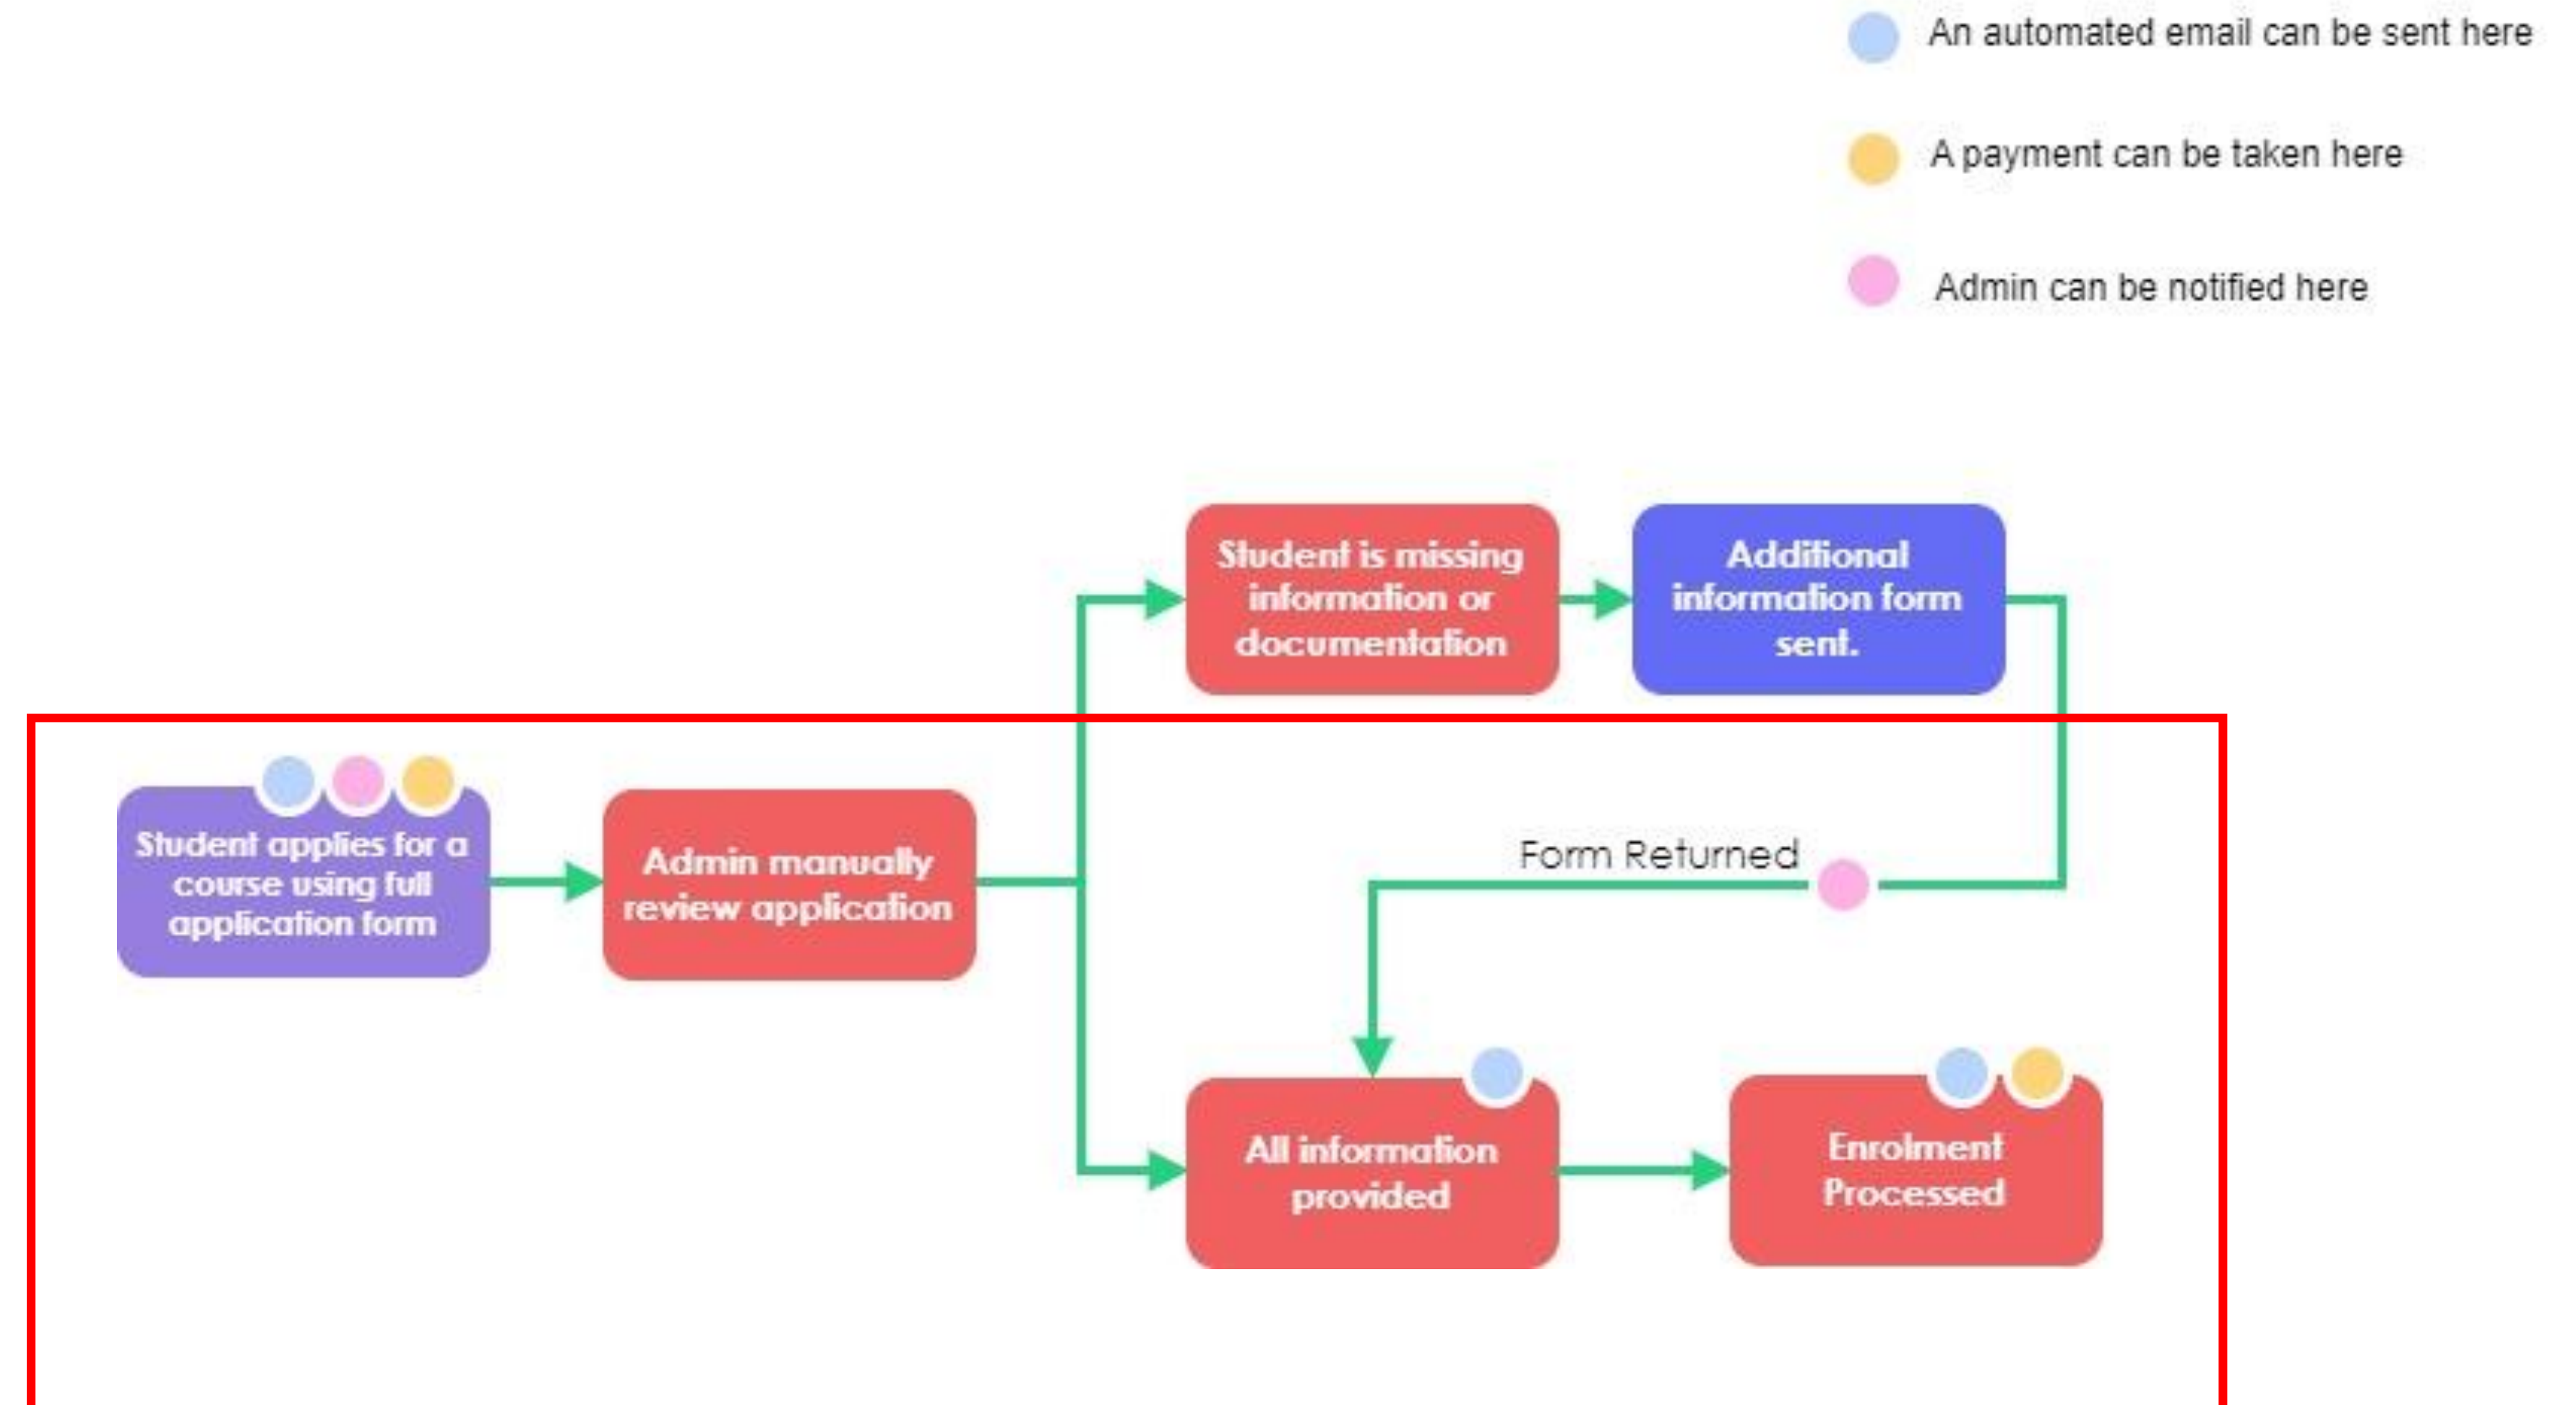 An automated email can be sent here
A payment can be taken here
Admin can be notified here
Student is missing
information or
documentation
Additional
information form
sent.
Student applies for a
course using full
application form
Admin manually
review application
Form Returned
All information
provided
Enrolment
Processed